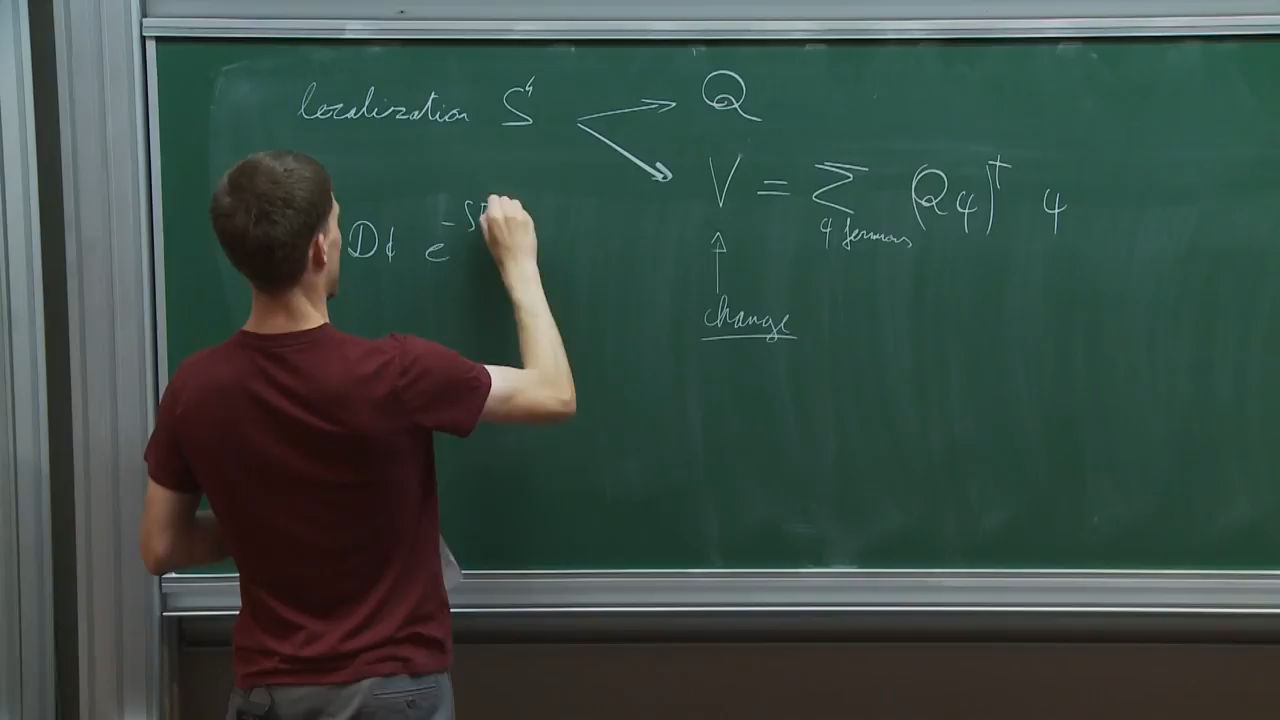 localization S⁴ → Q
V = Σ (Qψ)† ψ
ψ fermions
Dϕ e^-S[
change